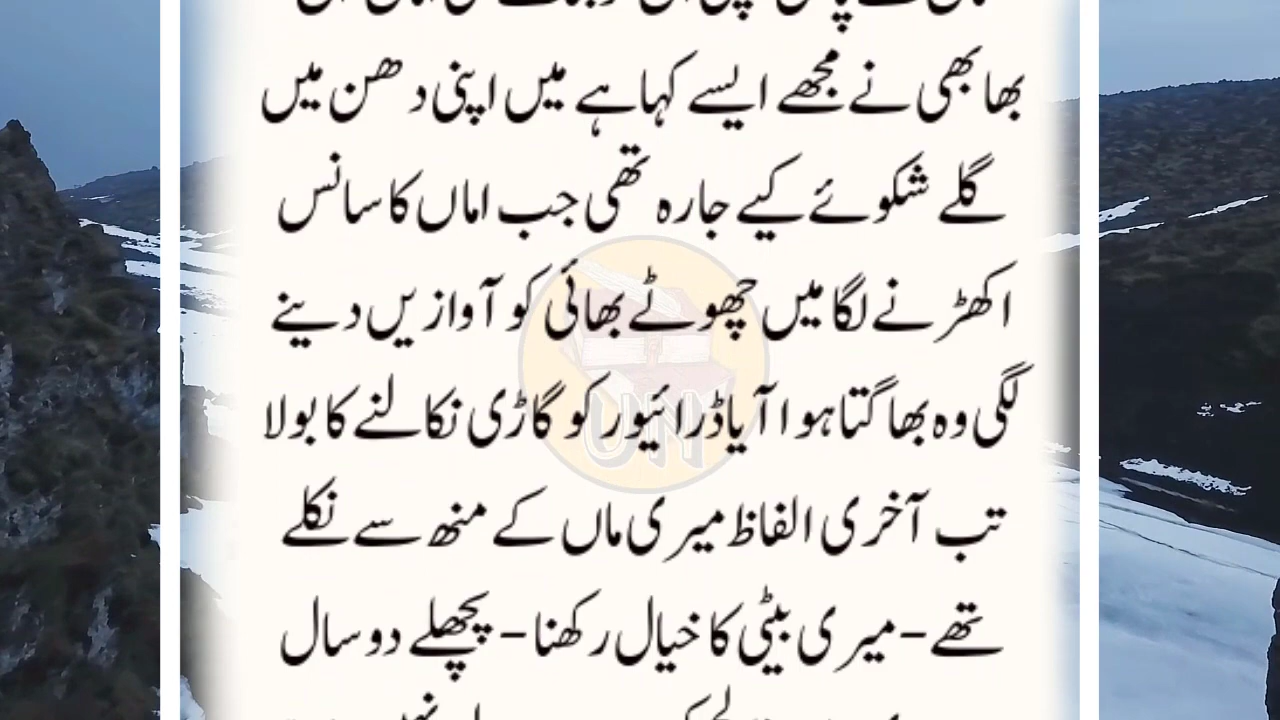 بھابھی نے مجھے ایسے کہا ہے میں اپنی دھن میں
گلے شکوئے کیے جارہ تھی جب اماں کا سانس
اکھڑنے لگا میں چھوٹے بھائی کو آوازیں دینے
لگی وہ بھاگتا ہوا آیا ڈرائیور کو گاڑی نکالنے کا بولا
تب آخری الفاظ میری ماں کے منھ سے نکلے
تھے - میری بیٹی کا خیال رکھنا - پچھلے دو سال
UNN